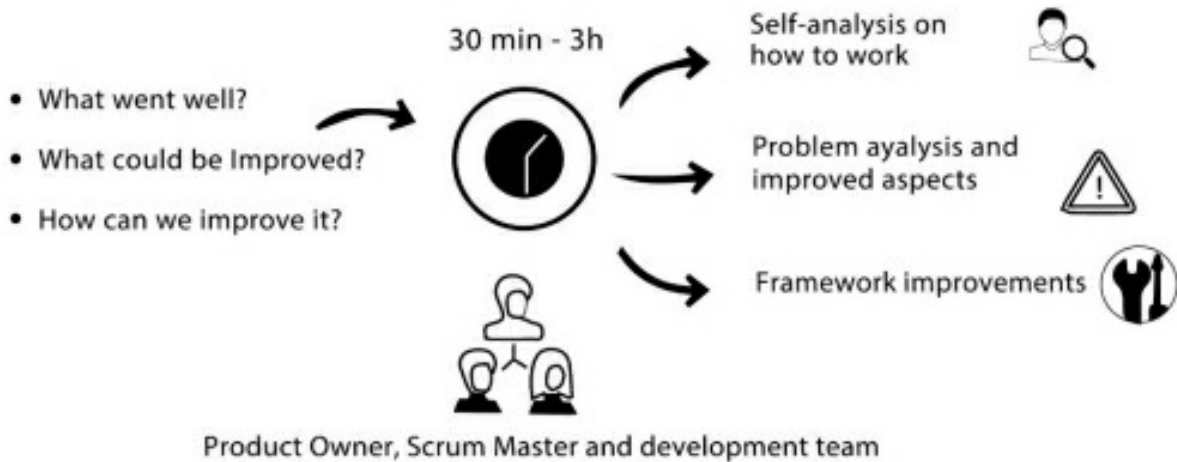 30 min - 3h
• What went well?
• What could be Improved?
• How can we improve it?
Self-analysis on
how to work
Problem ayalysis and
improved aspects
Framework improvements
Product Owner, Scrum Master and development team